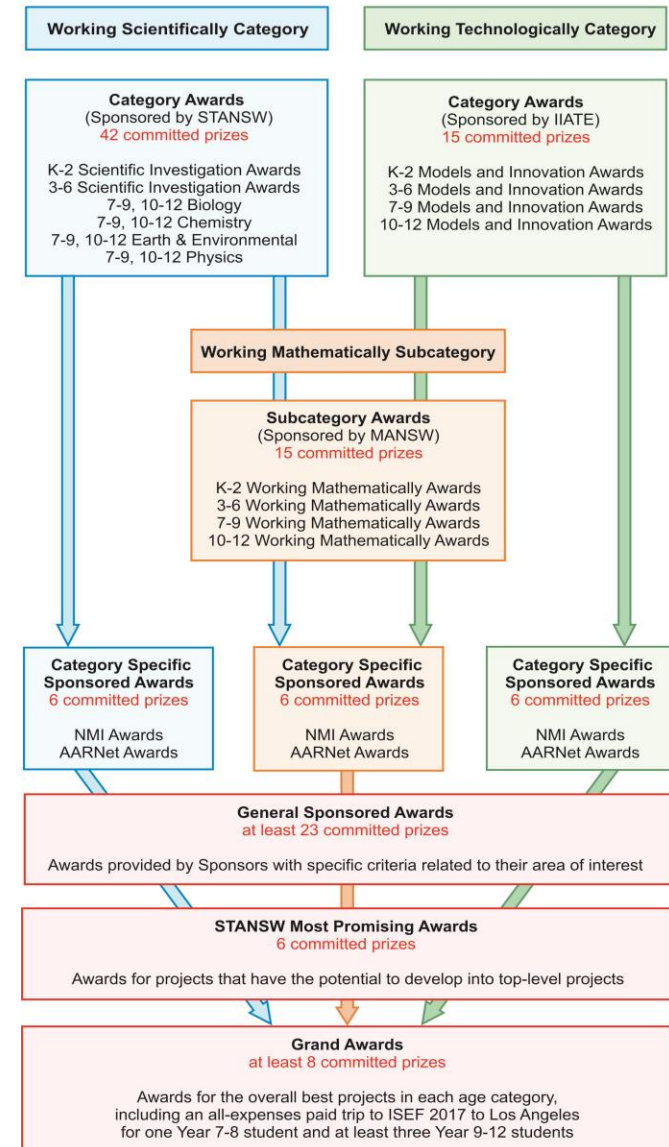 Working Scientifically Category
Working Technologically Category
Category Awards
(Sponsored by STANSW)
42 committed prizes
K-2 Scientific Investigation Awards
3-6 Scientific Investigation Awards
7-9, 10-12 Biology
7-9, 10-12 Chemistry
7-9, 10-12 Earth & Environmental
7-9, 10-12 Physics
Category Awards
(Sponsored by IIATE)
15 committed prizes
K-2 Models and Innovation Awards
3-6 Models and Innovation Awards
7-9 Models and Innovation Awards
10-12 Models and Innovation Awards
Working Mathematically Subcategory
Subcategory Awards
(Sponsored by MANSW)
15 committed prizes
K-2 Working Mathematically Awards
3-6 Working Mathematically Awards
7-9 Working Mathematically Awards
10-12 Working Mathematically Awards
Category Specific
Sponsored Awards
6 committed prizes
NMI Awards
AARNet Awards
Category Specific
Sponsored Awards
6 committed prizes
NMI Awards
AARNet Awards
Category Specific
Sponsored Awards
6 committed prizes
NMI Awards
AARNet Awards
General Sponsored Awards
at least 23 committed prizes
Awards provided by Sponsors with specific criteria related to their area of interest
STANSW Most Promising Awards
6 committed prizes
Awards for projects that have the potential to develop into top-level projects
Grand Awards
at least 8 committed prizes
Awards for the overall best projects in each age category,
including an all-expenses paid trip to ISEF 2017 to Los Angeles
for one Year 7-8 student and at least three Year 9-12 students